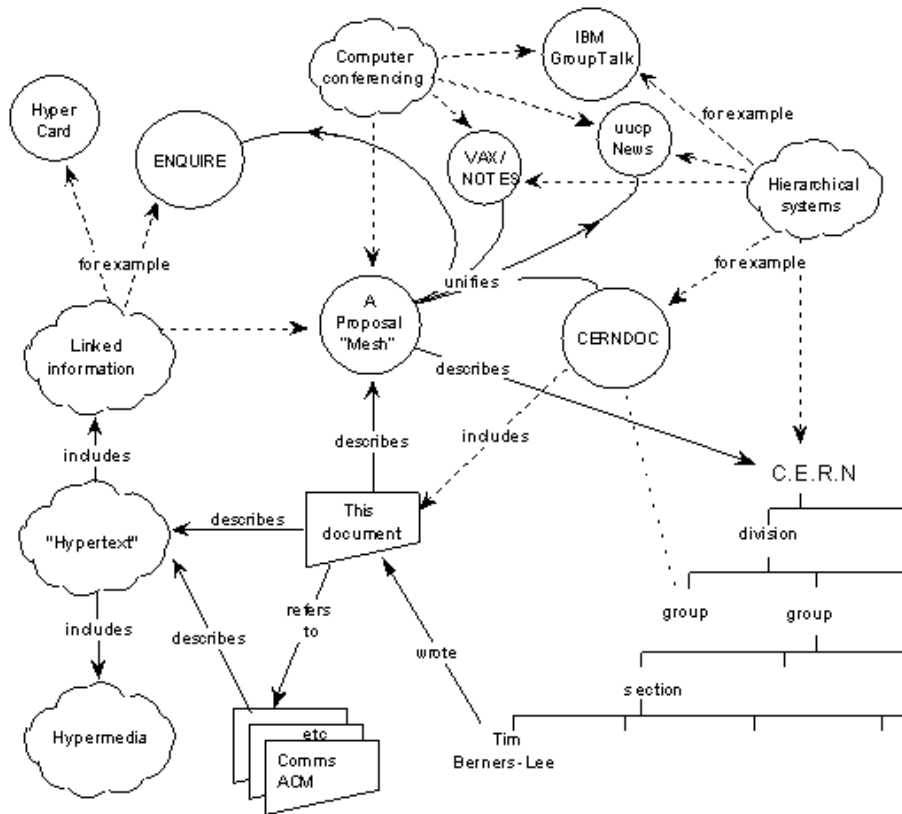 IBM
GroupTalk
Computer
conferencing
Hyper
Card
for example
uucp
News
ENQUIRE
VAX/
NOTES
Hierarchical
systems
for example
for example
unifies
A
Proposal
"Mesh"
CERNDOC
Linked
information
describes
includes
describes
includes
C.E.R.N
This
document
describes
"Hypertext"
division
refers
to
group
group
includes
describes
wrote
section
Hypermedia
etc
Tim
Berners-Lee
Comms
ACM